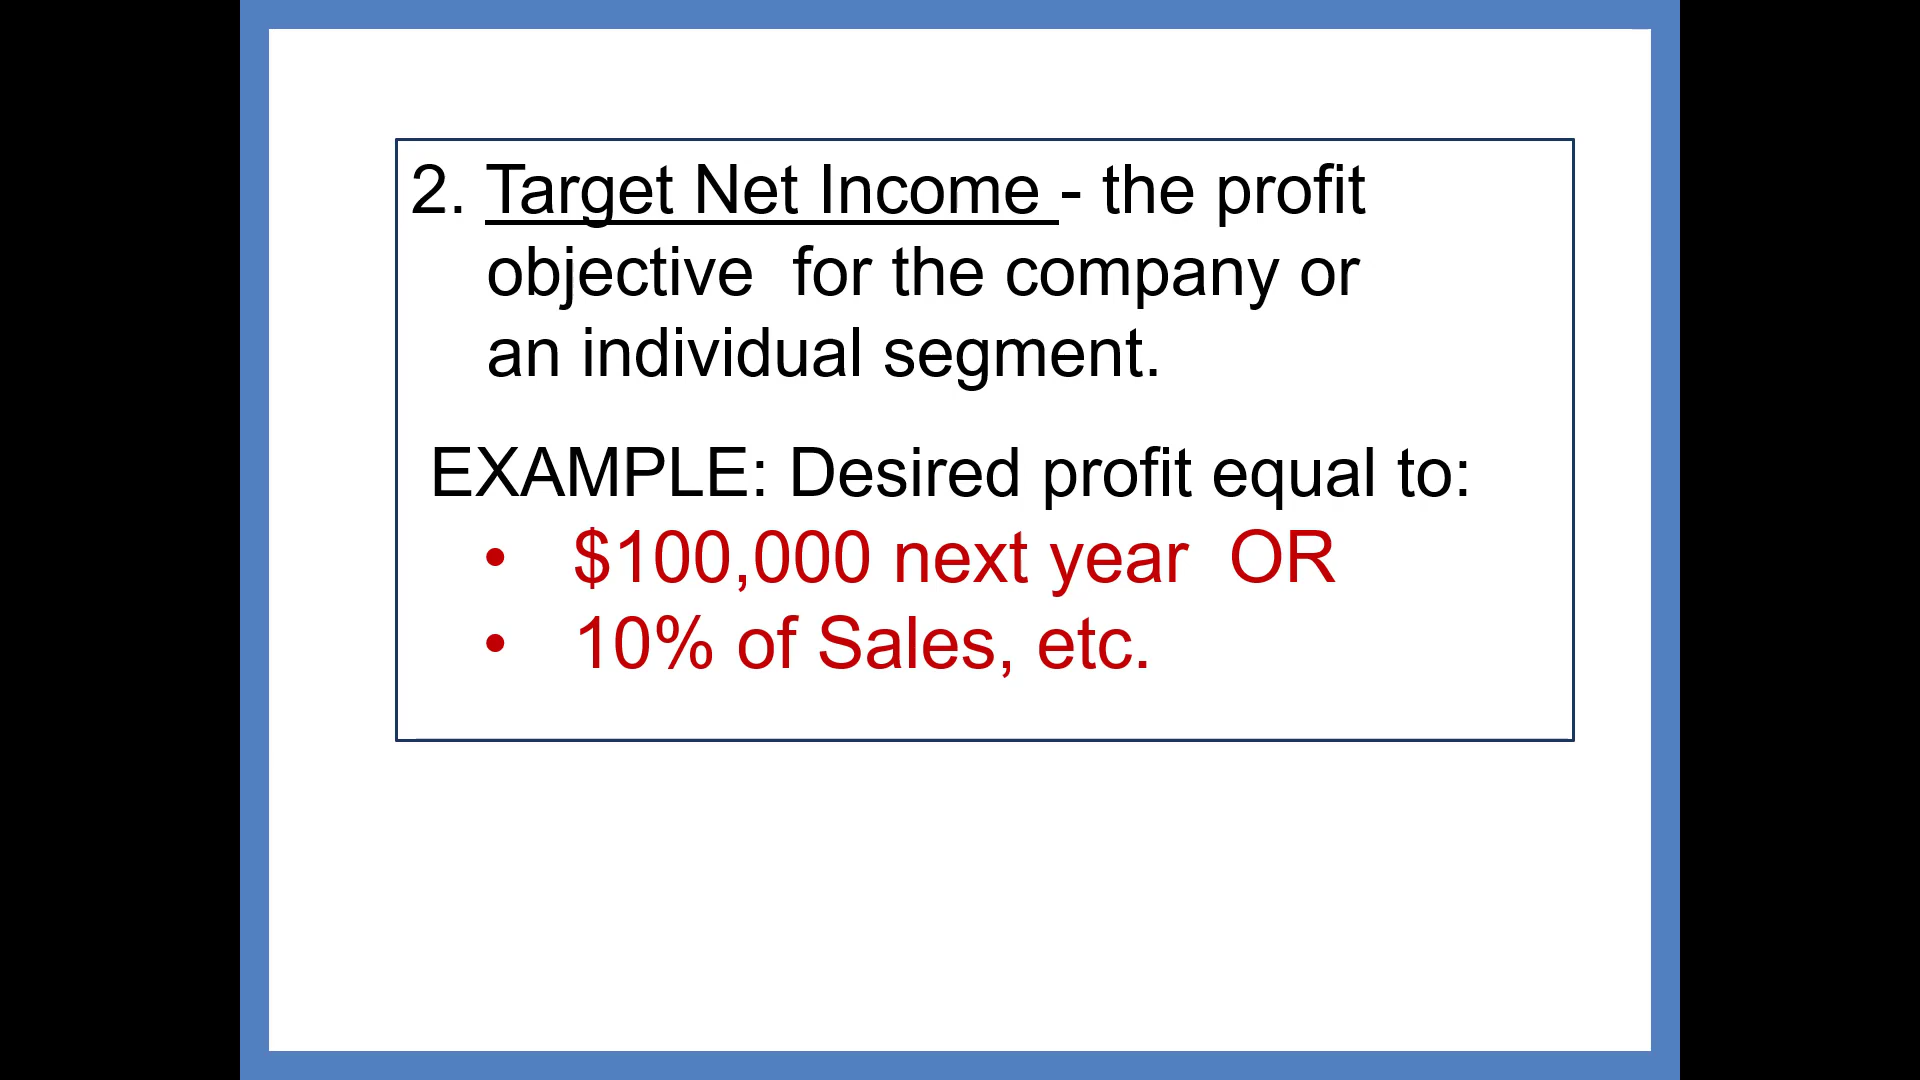 2. Target Net Income - the profit
objective  for the company or
an individual segment.
EXAMPLE: Desired profit equal to:
• $100,000 next year  OR
• 10% of Sales, etc.